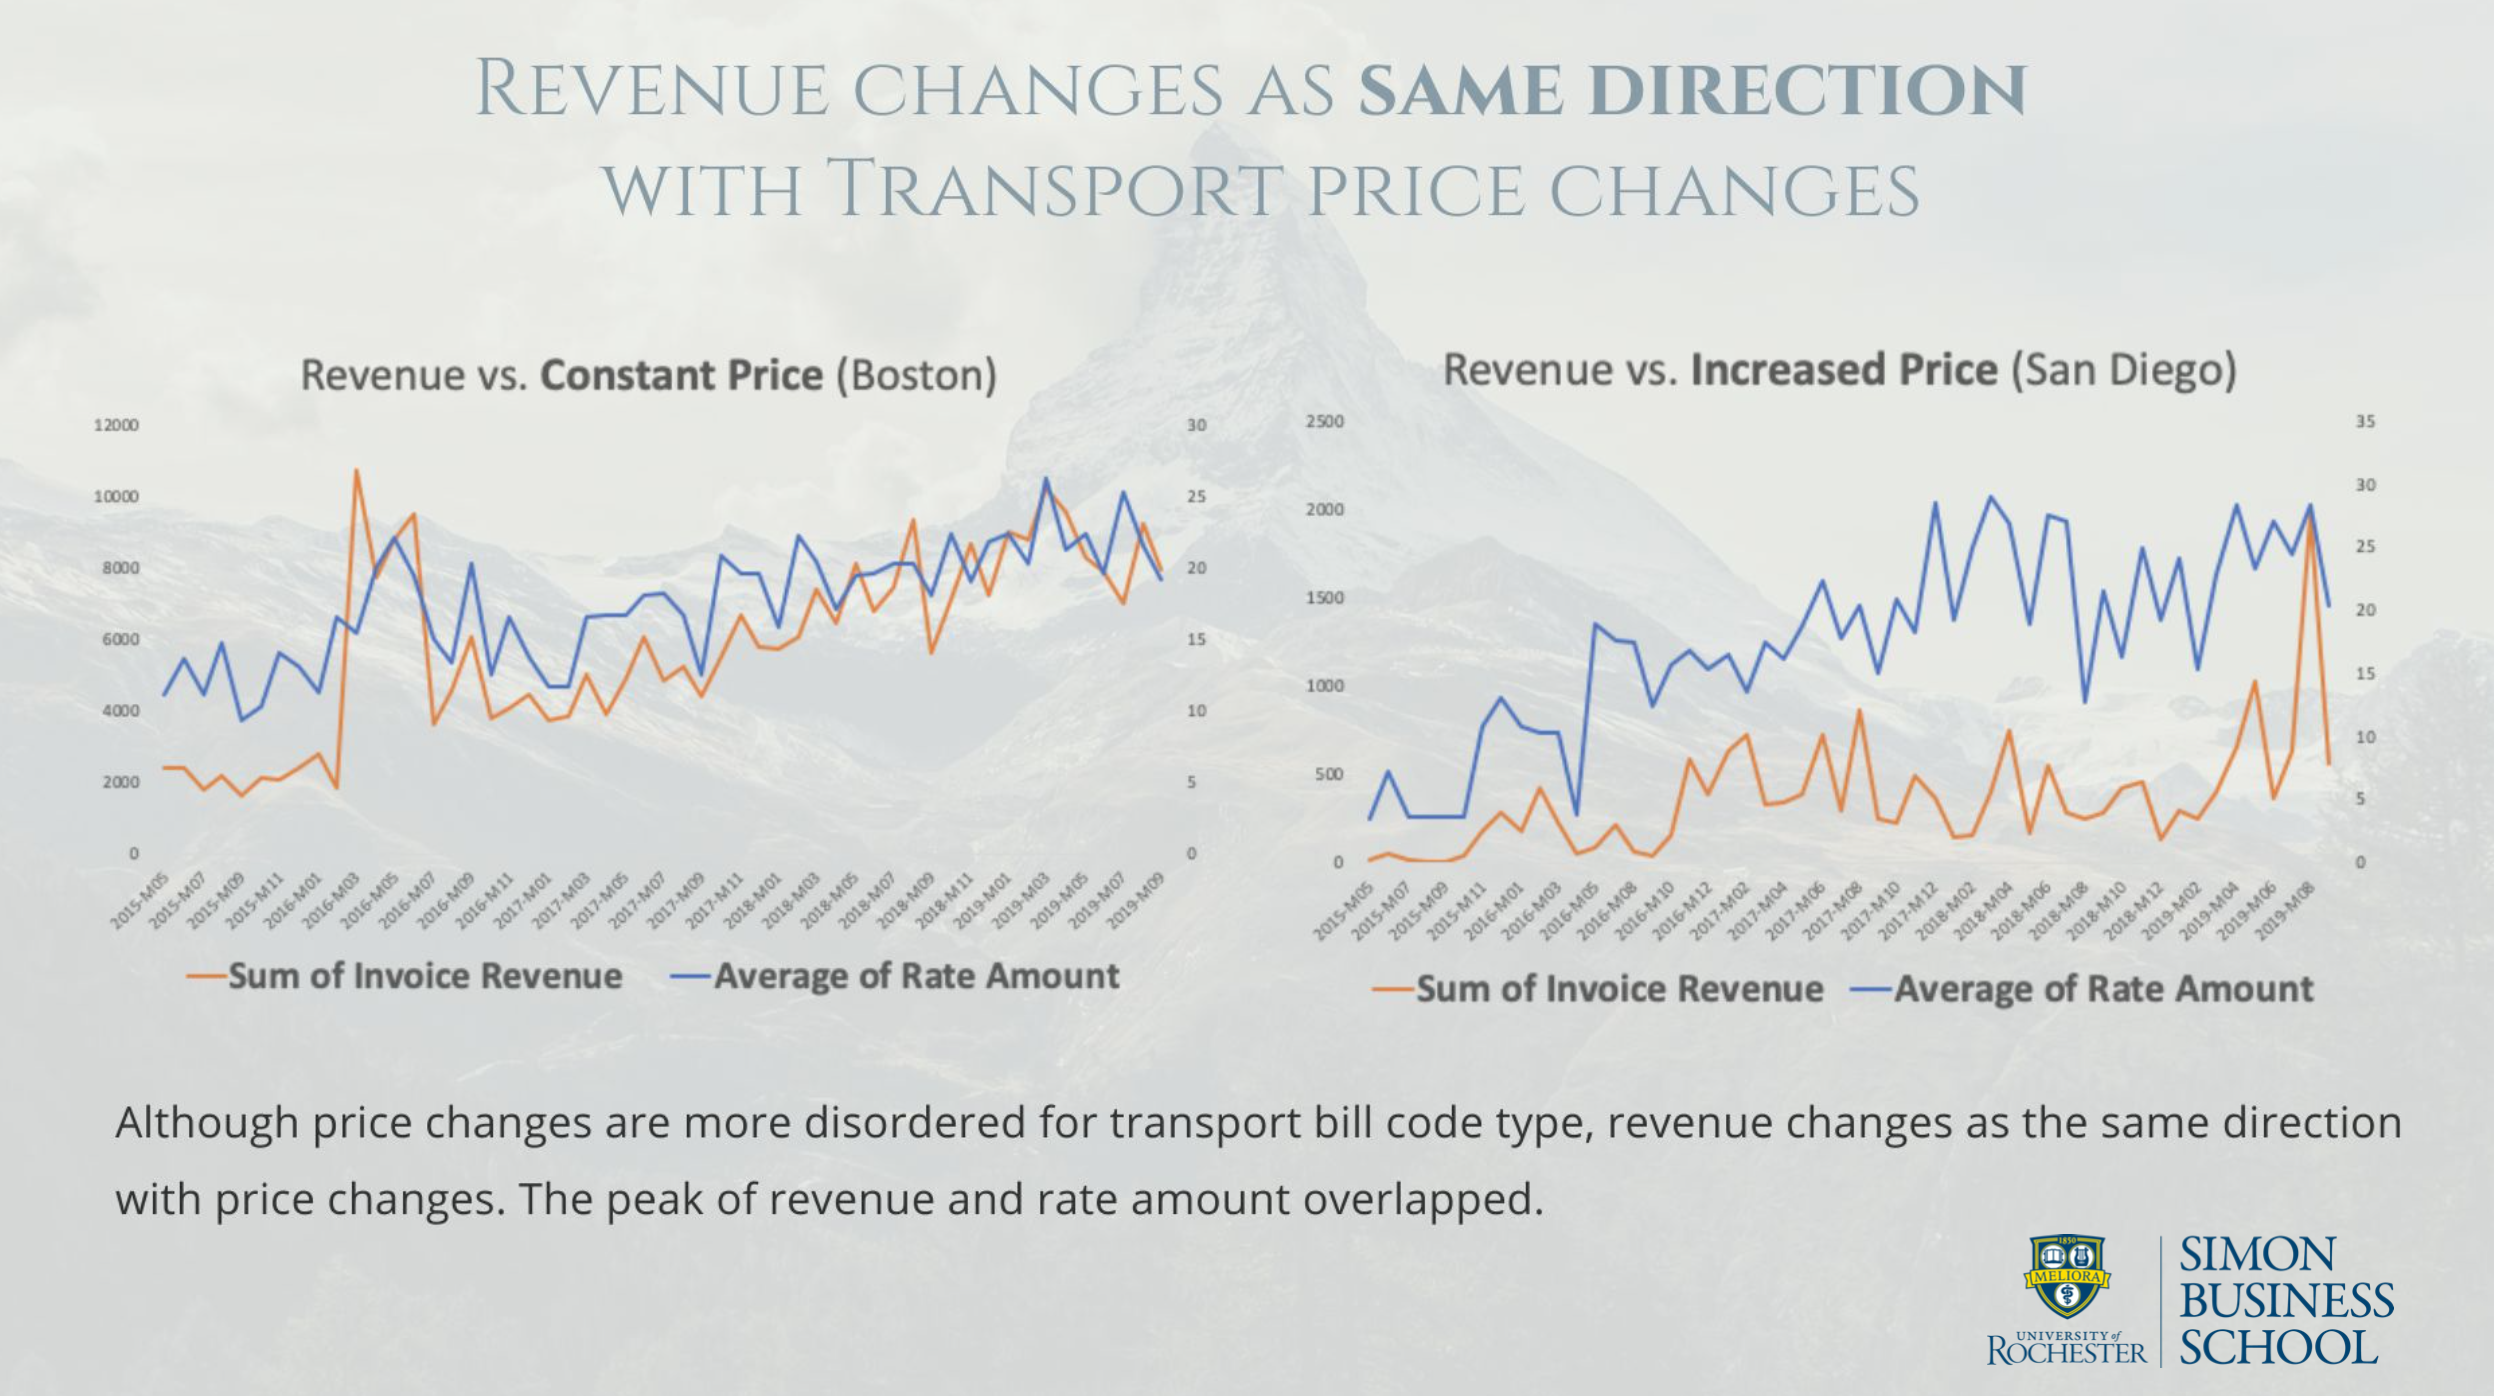 REVENUE CHANGES AS SAME DIRECTION
WITH TRANSPORT PRICE CHANGES
Revenue vs. Constant Price (Boston)
12000
10000
8000
6000
4000
2000
0
30
25
20
15
10
5
0
2015-M05
2015-M07
2015-M09
2015-M11
2016-M01
2016-M03
2016-M05
2016-M07
2016-M09
2016-M11
2017-M01
2017-M03
2017-M05
2017-M07
2017-M09
2017-M11
2018-M01
2018-M03
2018-M05
2018-M07
2018-M09
2018-M11
2019-M01
2019-M03
2019-M05
2019-M07
2019-M09
Sum of Invoice Revenue
Average of Rate Amount
Revenue vs. Increased Price (San Diego)
2500
2000
1500
1000
500
0
35
30
25
20
15
10
5
0
2015-M05
2015-M07
2015-M09
2015-M11
2016-M01
2016-M03
2016-M05
2016-M08
2016-M10
2016-M12
2017-M02
2017-M04
2017-M06
2017-M08
2017-M10
2017-M12
2018-M02
2018-M04
2018-M06
2018-M08
2018-M10
2018-M12
2019-M02
2019-M04
2019-M06
2019-M08
Sum of Invoice Revenue
Average of Rate Amount
Although price changes are more disordered for transport bill code type, revenue changes as the same direction
with price changes. The peak of revenue and rate amount overlapped.
1850
MELIORA
UNIVERSITY of
ROCHESTER
SIMON
BUSINESS
SCHOOL